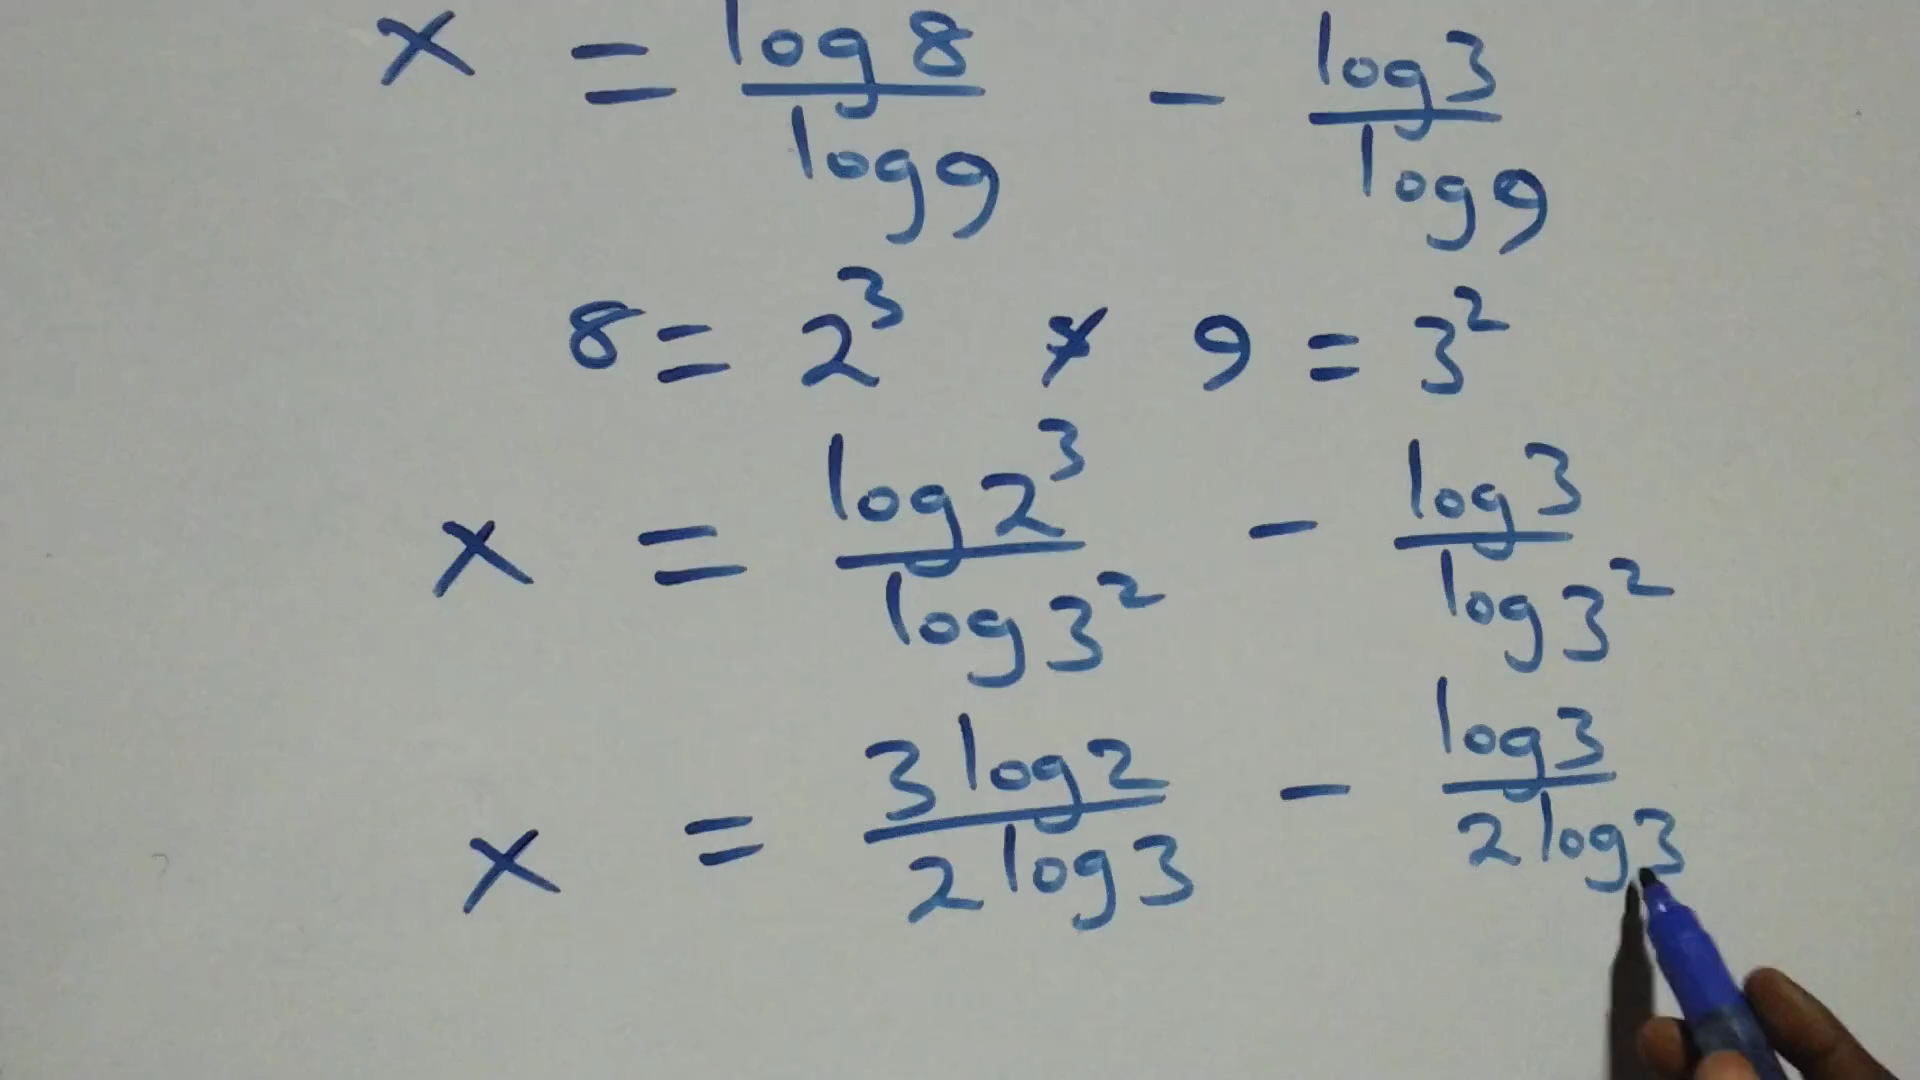 x = log 8 / log 9 - log 3 / log 9
8 = 2³ * 9 = 3²
x = log 2³ / log 3² - log 3 / log 3²
x = 3 log 2 / 2 log 3 - log 3 / 2 log 3